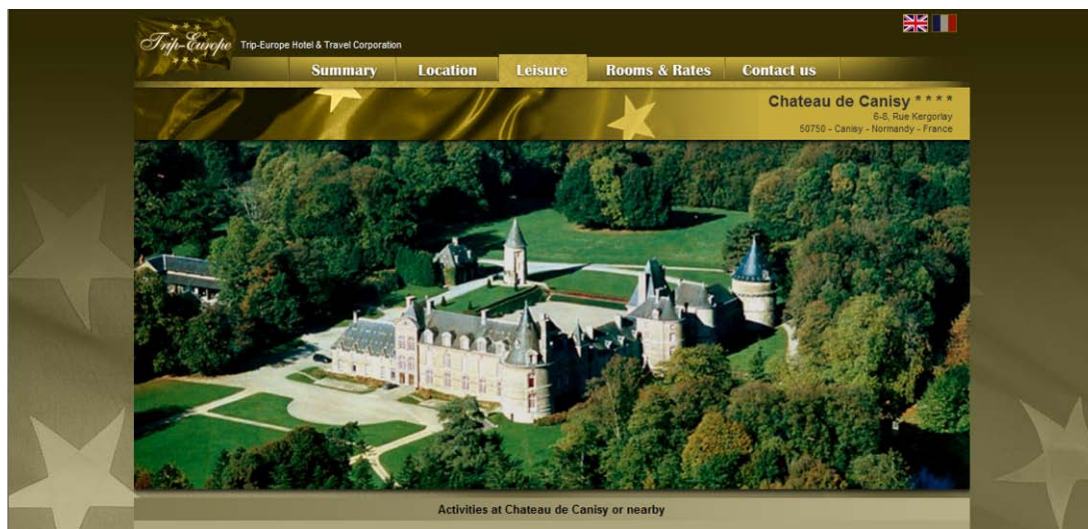 Trip-Europe
Trip-Europe Hotel & Travel Corporation
Summary Location Leisure Rooms & Rates Contact us
Chateau de Canisy * * * *
6-8, Rue Kergorlay
50750 - Canisy - Normandy - France
Activities at Chateau de Canisy or nearby